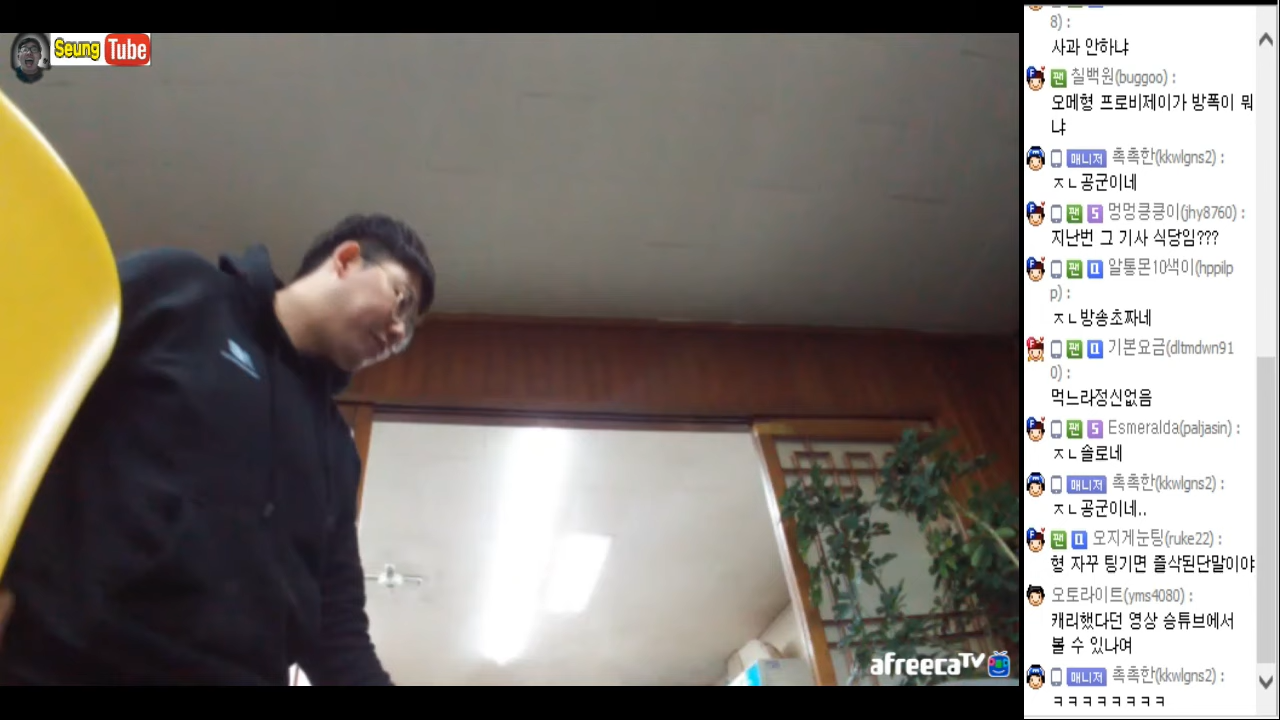 Seung Tube
8) :
사과 안하냐
팬 칠백원(buggoo) :
오메형 프로비제이가 방폭이 뭐
냐
매니저 촉촉한(kkwlgns2) :
ㅈㄴ공군이네
팬 S 멍멍킁킁이(jhy8760) :
지난번 그 기사 식당임???
팬 알통몬10색이(hppilp
p) :
ㅈㄴ방송초짜네
팬 기본요금(dltmdwn91
0) :
먹느라정신없음
팬 S Esmeralda(paljasin) :
ㅈㄴ솔로네
매니저 촉촉한(kkwlgns2) :
ㅈㄴ공군이네..
팬 오지게눈팅(ruke22) :
형 자꾸 팅기면 즐삭된단말이야
오토라이트(yms4080) :
캐리했다던 영상 승튜브에서
볼 수 있나여
매니저 촉촉한(kkwlgns2) :
ㅋㅋㅋㅋㅋㅋㅋㅋ
afreecaTV